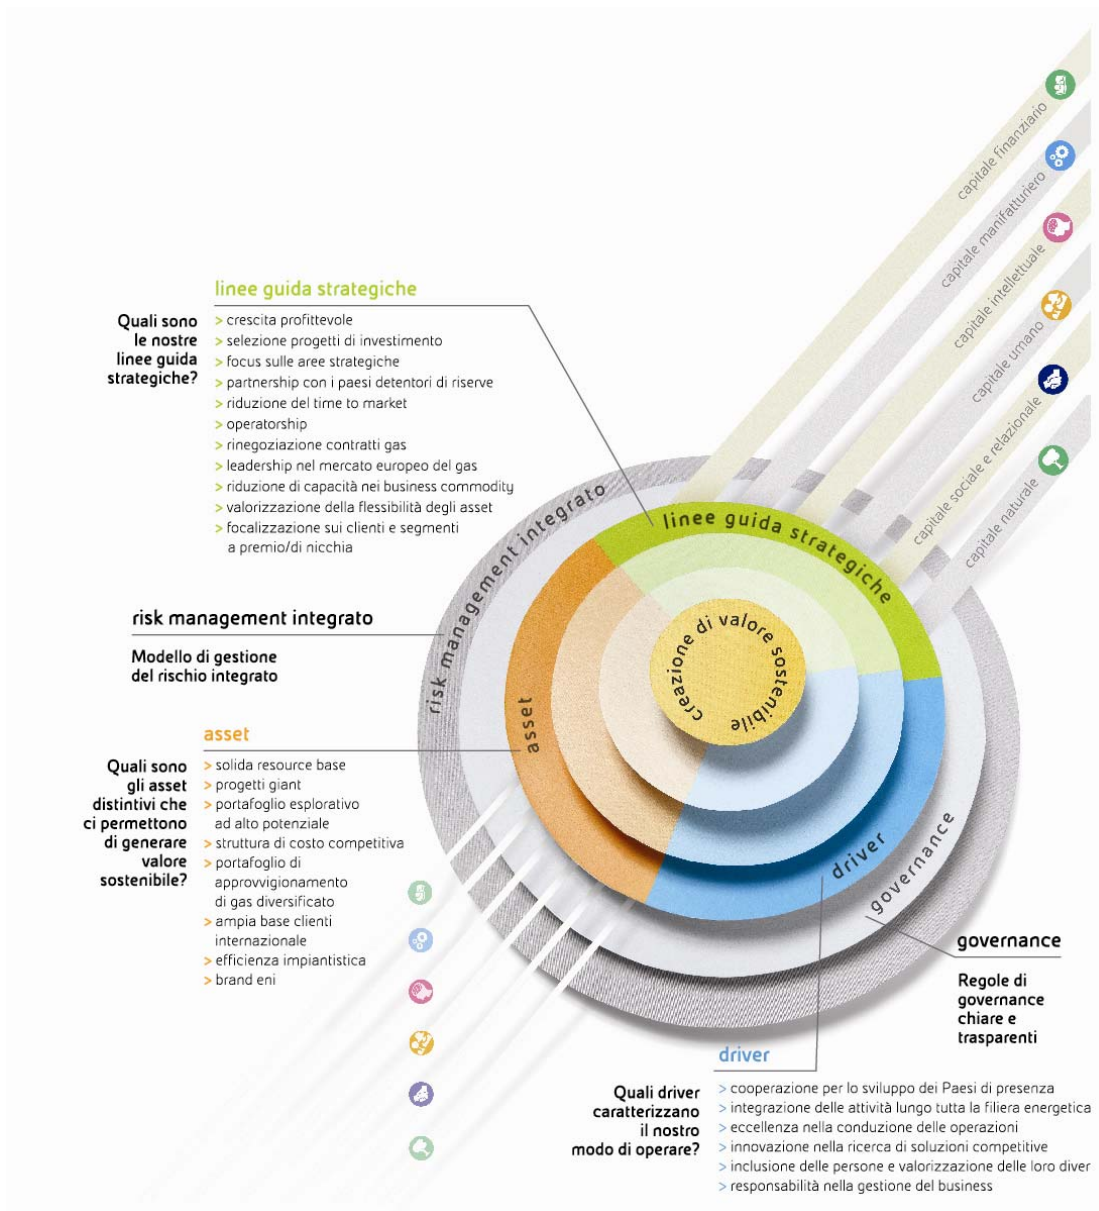 capitale finanziario
capitale manifatturiero
capitale intellettuale
capitale umano
capitale sociale e relazionale
capitale naturale
linee guida strategiche
Quali sono
le nostre
linee guida
strategiche?
> crescita profittevole
> selezione progetti di investimento
> focus sulle aree strategiche
> partnership con i paesi detentori di riserve
> riduzione del time to market
> operatorship
> rinegoziazione contratti gas
> leadership nel mercato europeo del gas
> riduzione di capacità nei business commodity
> valorizzazione della flessibilità degli asset
> focalizzazione sui clienti e segmenti
a premio/di nicchia
risk management integrato
Modello di gestione
del rischio integrato
risk management integrato
linee guida strategiche
creazione di valore sostenibile
asset
driver
governance
asset
Quali sono
gli asset
distintivi che
ci permettono
di generare
valore
sostenibile?
> solida resource base
> progetti giant
> portafoglio esplorativo
ad alto potenziale
> struttura di costo competitiva
> portafoglio di
approvvigionamento
di gas diversificato
> ampia base clienti
internazionale
> efficienza impiantistica
> brand eni
governance
Regole di
governance
chiare e
trasparenti
driver
Quali driver
caratterizzano
il nostro
modo di operare?
> cooperazione per lo sviluppo dei Paesi di presenza
> integrazione delle attività lungo tutta la filiera energetica
> eccellenza nella conduzione delle operazioni
> innovazione nella ricerca di soluzioni competitive
> inclusione delle persone e valorizzazione delle loro diver
> responsabilità nella gestione del business